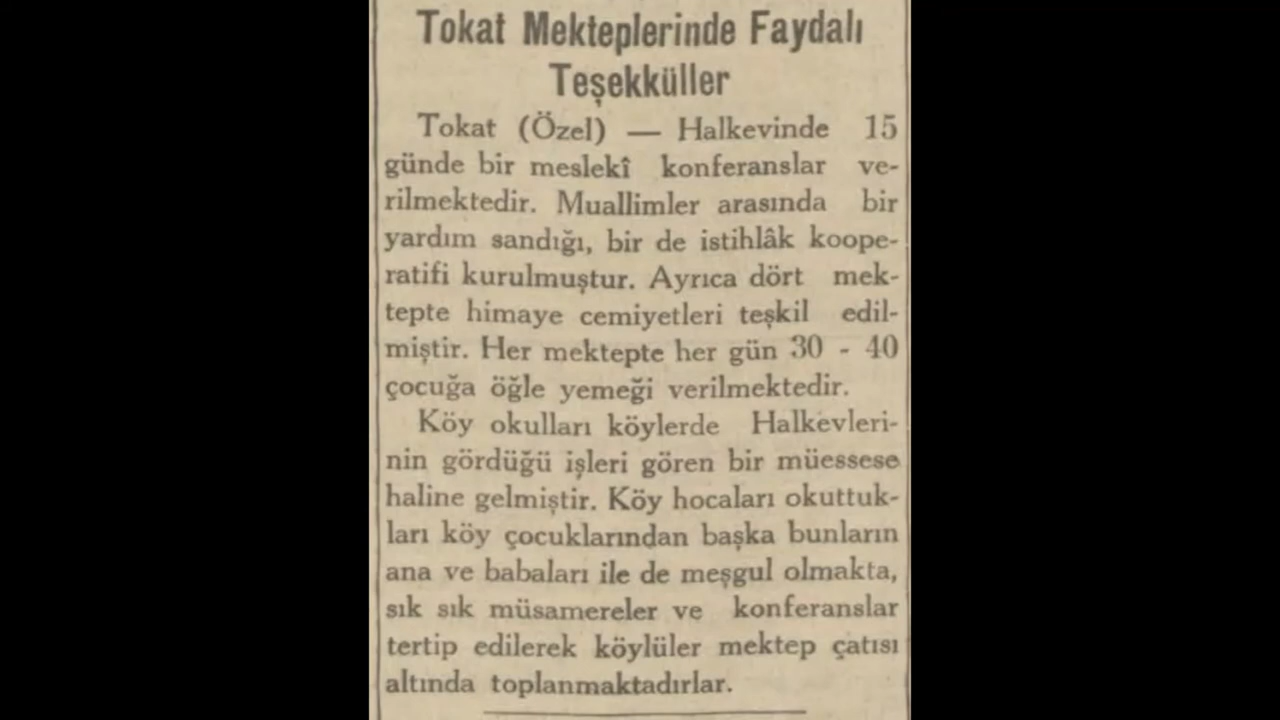 Tokat Mekteplerinde Faydalı
Teşekküller
Tokat (Özel) — Halkevinde 15
günde bir meslekî konferanslar ve-
rilmektedir. Muallimler arasında bir
yardım sandığı, bir de istihlâk koope-
ratifi kurulmuştur. Ayrıca dört mek-
tepte himaye cemiyetleri teşkil edil-
miştir. Her mektepte her gün 30 - 40
çocuğa öğle yemeği verilmektedir.
Köy okulları köylerde Halkevleri-
nin gördüğü işleri gören bir müessese
haline gelmiştir. Köy hocaları okuttuk-
ları köy çocuklarından başka bunların
ana ve babaları ile de meşgul olmakta,
sık sık müsamereler ve konferanslar
tertip edilerek köylüler mektep çatısı
altında toplanmaktadırlar.